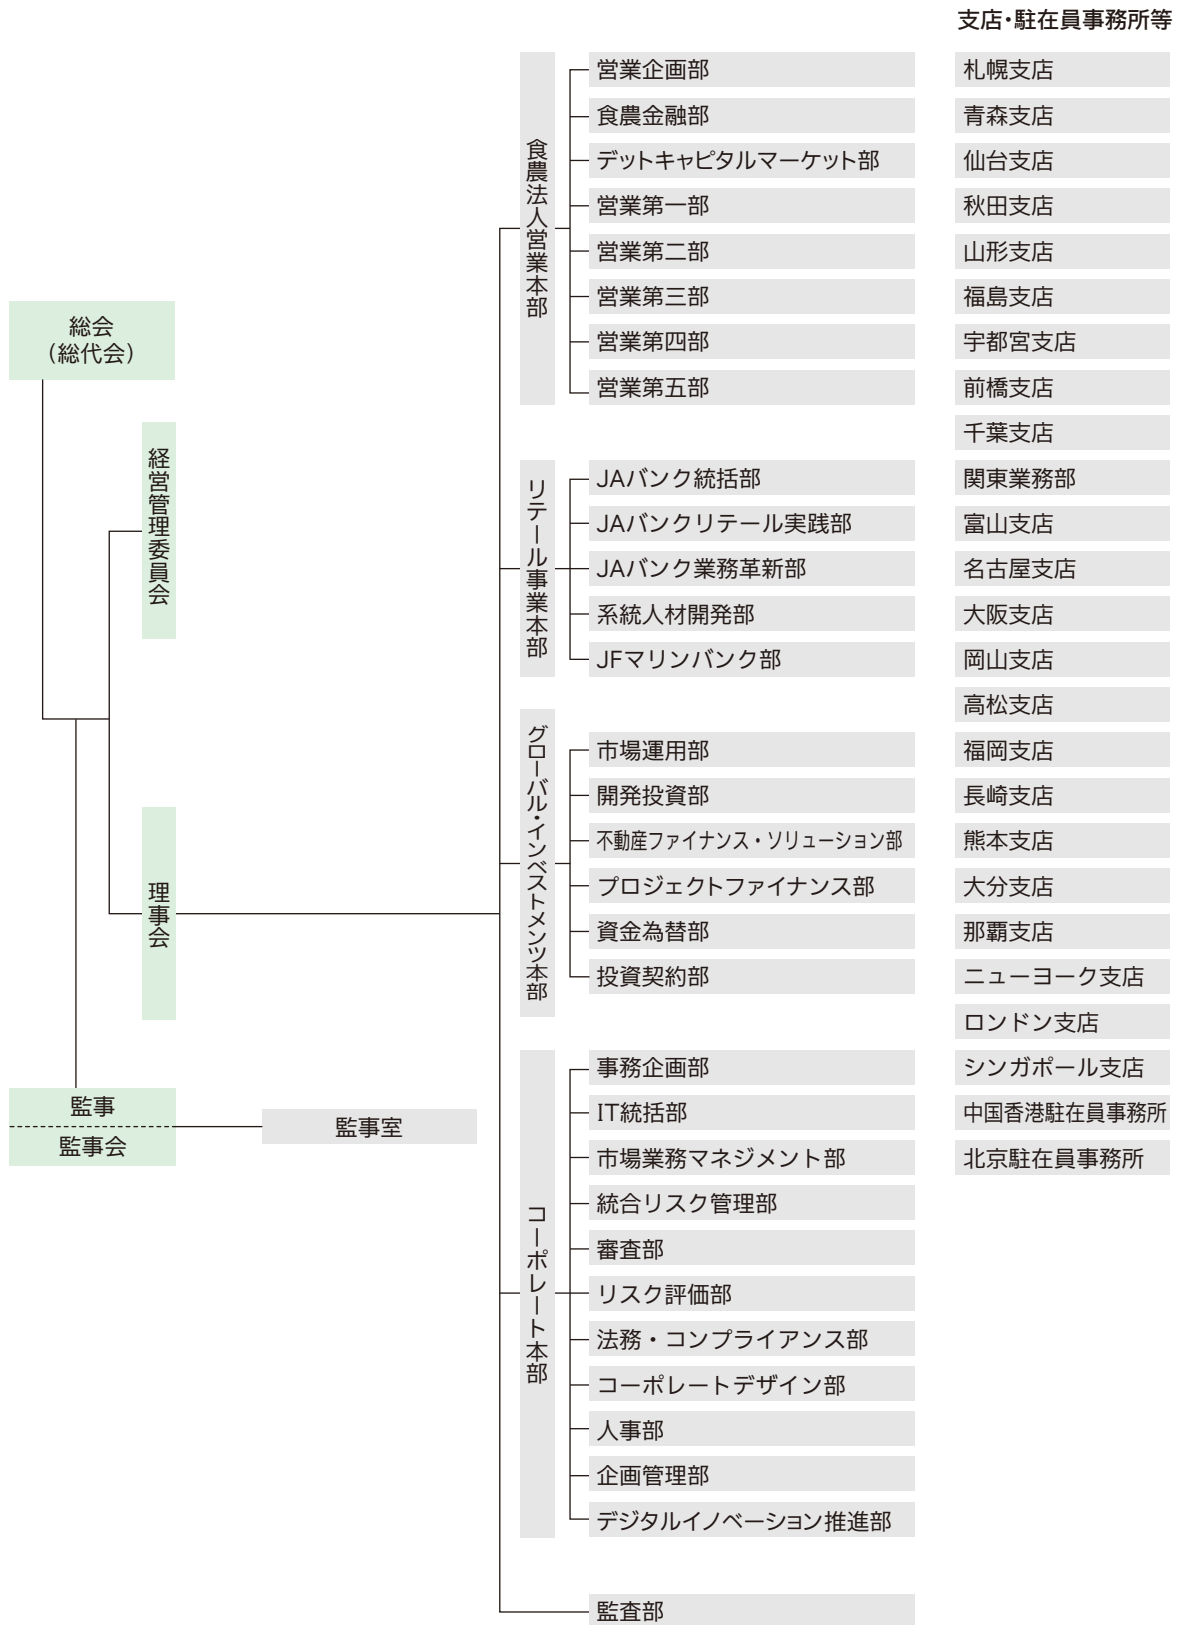 支店・駐在員事務所等
総会
（総代会）
経営管理委員会
理事会
監事
監事会
監事室
食農法人営業本部
営業企画部
食農金融部
デットキャピタルマーケット部
営業第一部
営業第二部
営業第三部
営業第四部
営業第五部
リテール事業本部
JAバンク統括部
JAバンクリテール実践部
JAバンク業務革新部
系統人材開発部
JFマリンバンク部
グローバル・インベストメンツ本部
市場運用部
開発投資部
不動産ファイナンス・ソリューション部
プロジェクトファイナンス部
資金為替部
投資契約部
コーポレート本部
事務企画部
IT統括部
市場業務マネジメント部
統合リスク管理部
審査部
リスク評価部
法務・コンプライアンス部
コーポレートデザイン部
人事部
企画管理部
デジタルイノベーション推進部
監査部
札幌支店
青森支店
仙台支店
秋田支店
山形支店
福島支店
宇都宮支店
前橋支店
千葉支店
関東業務部
富山支店
名古屋支店
大阪支店
岡山支店
高松支店
福岡支店
長崎支店
熊本支店
大分支店
那覇支店
ニューヨーク支店
ロンドン支店
シンガポール支店
中国香港駐在員事務所
北京駐在員事務所